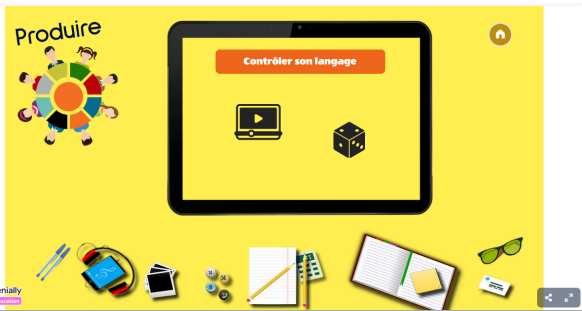 Produire
Contrôler son langage
enially
ucation